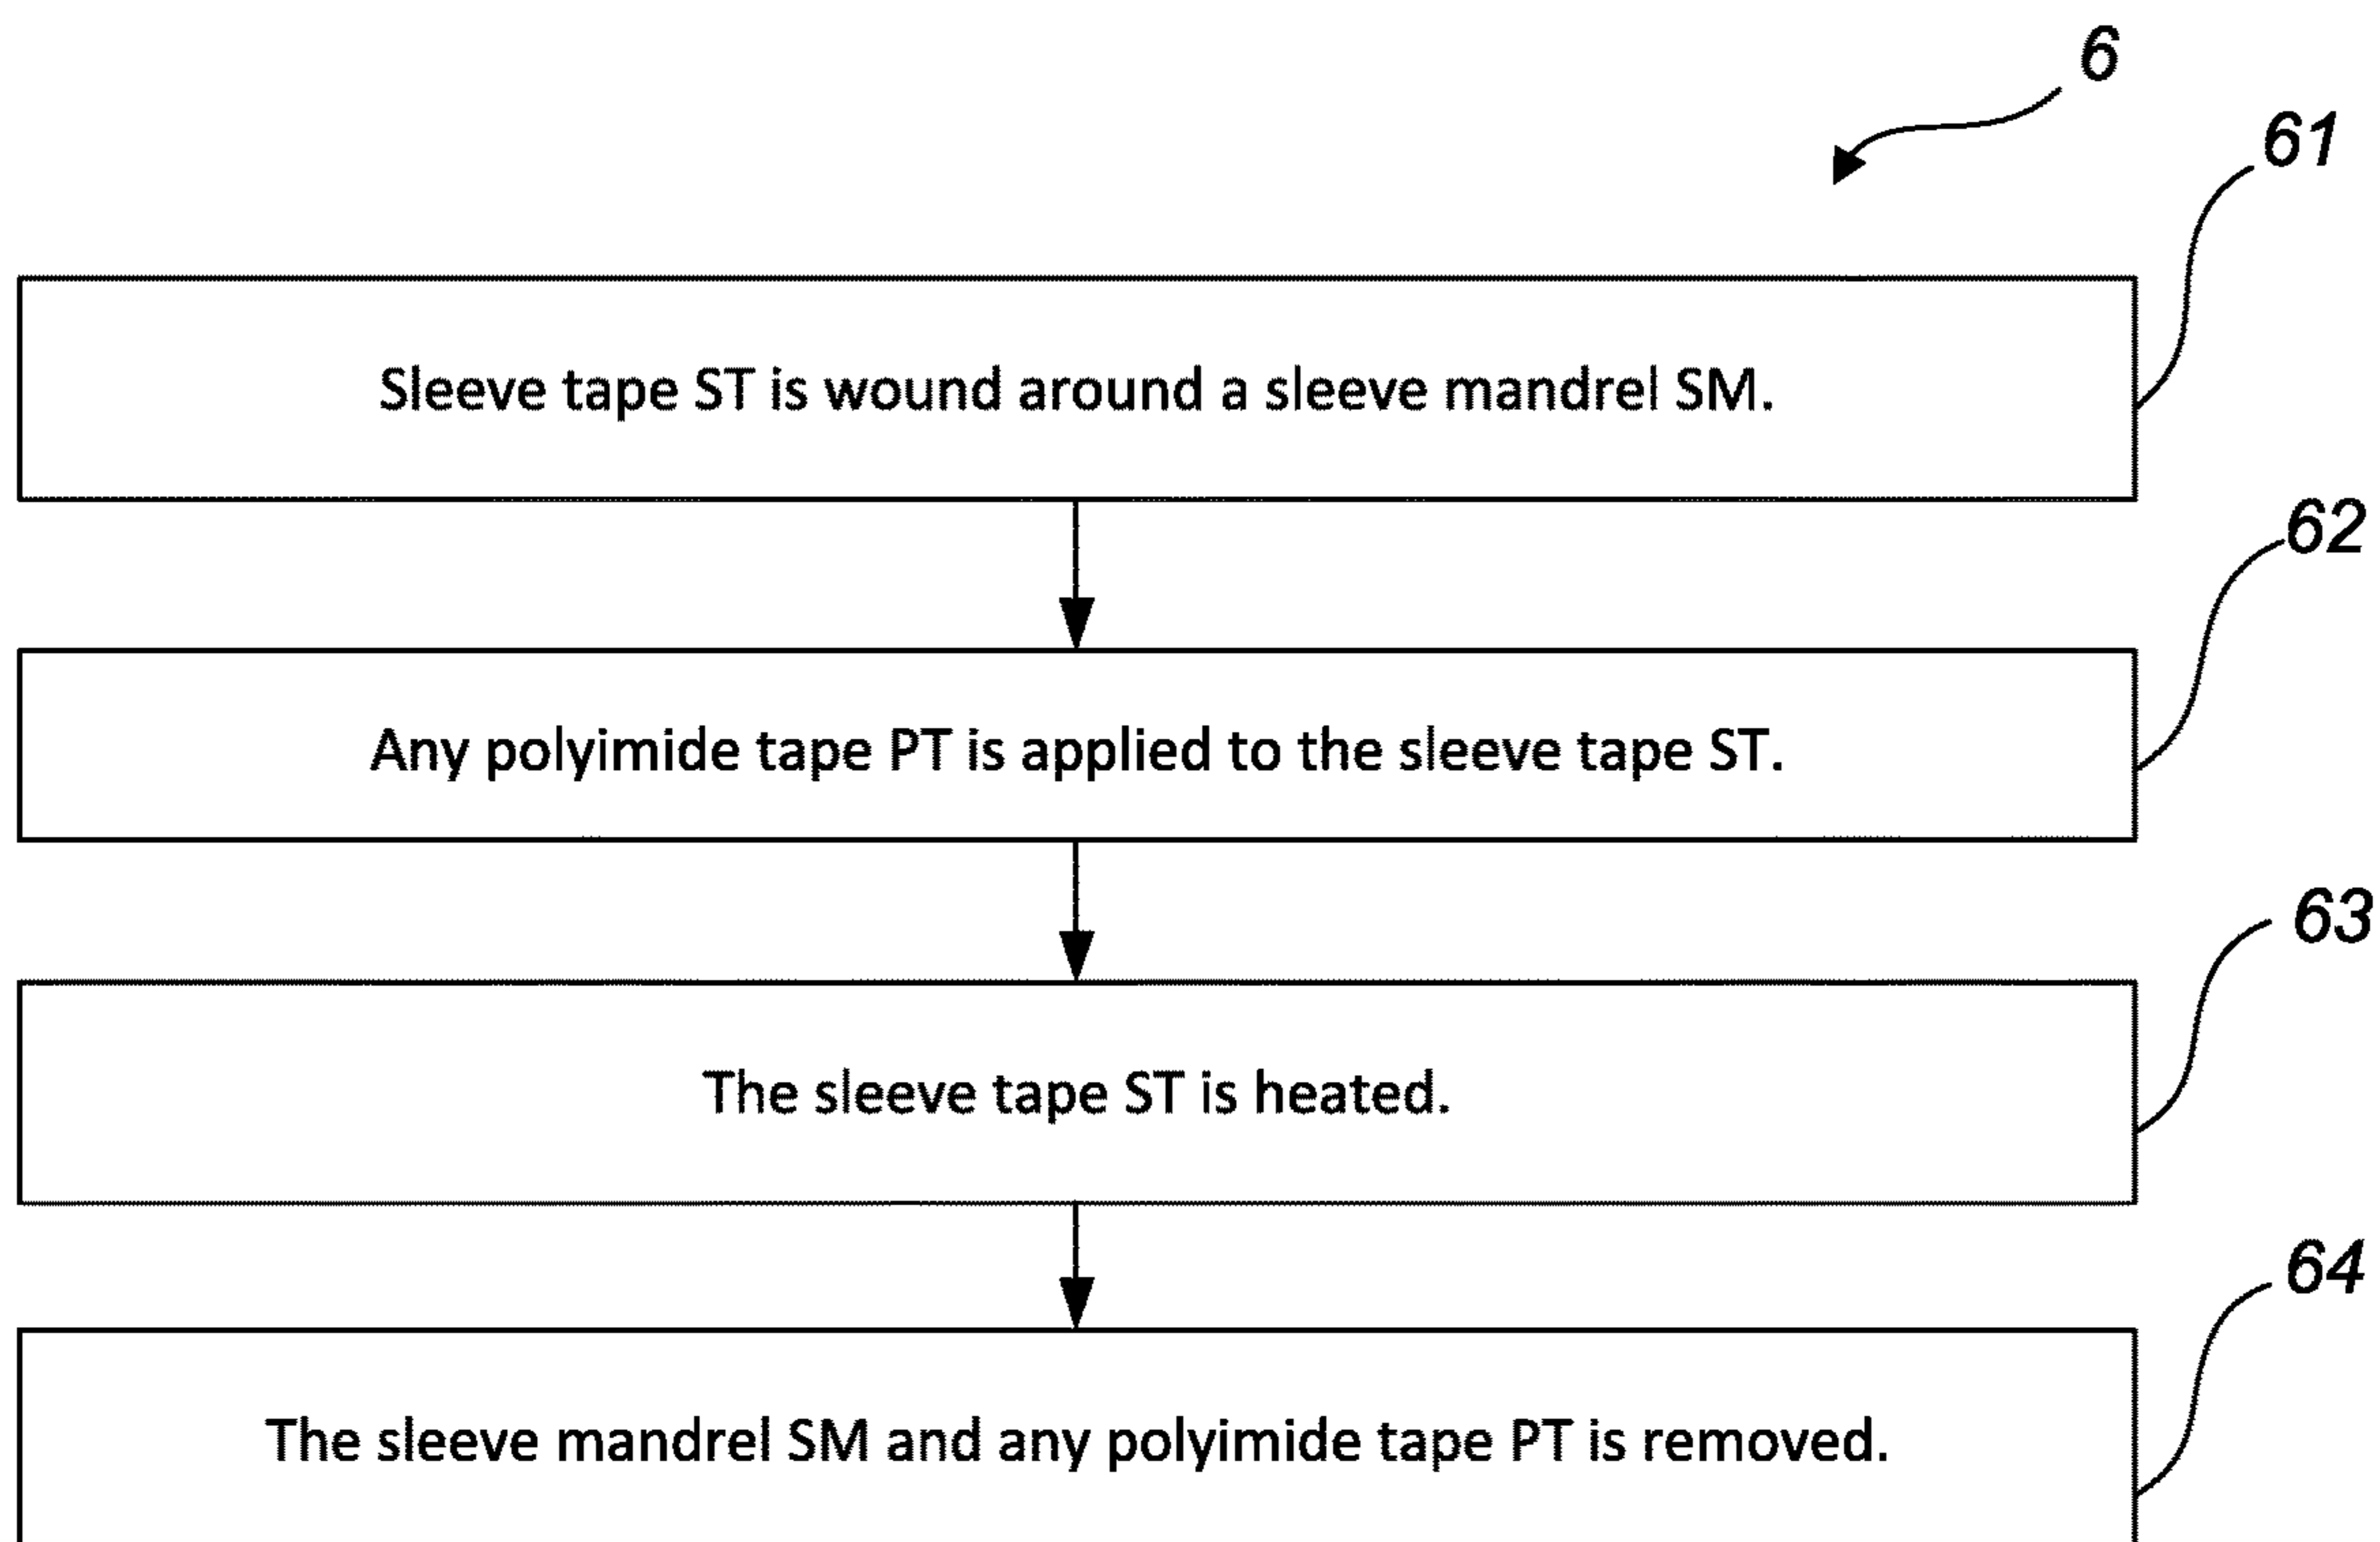 6
61
Sleeve tape ST is wound around a sleeve mandrel SM.
62
Any polyimide tape PT is applied to the sleeve tape ST.
63
The sleeve tape ST is heated.
64
The sleeve mandrel SM and any polyimide tape PT is removed.